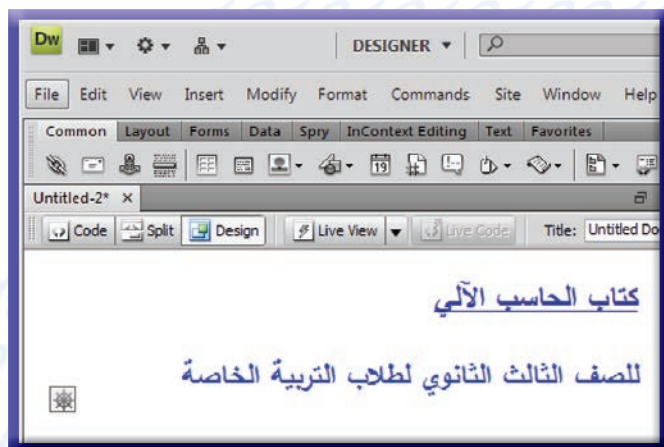 Dw DESIGNER
File Edit View Insert Modify Format Commands Site Window Help
Common Layout Forms Data Spry InContext Editing Text Favorites
19
Untitled-2* ×
Code Split Design Live View Live Code Title: Untitled Do
كتاب الحاسب الآلي
للصف الثالث الثانوي لطلاب التربية الخاصة